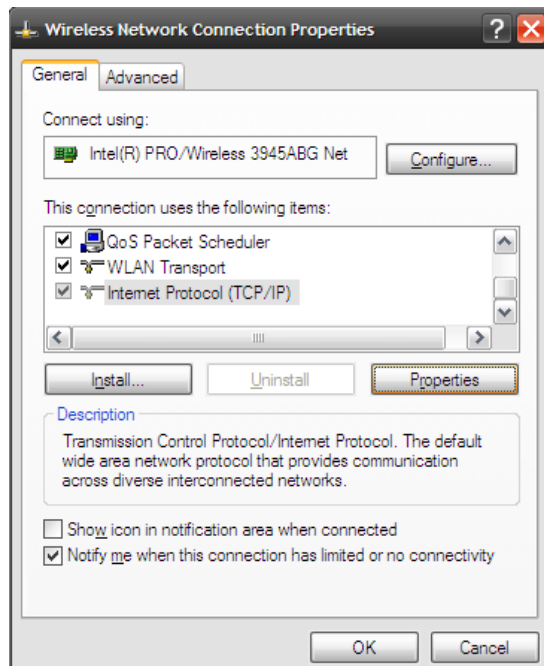 Wireless Network Connection Properties
General
Advanced
Connect using:
Intel(R) PRO/Wireless 3945ABG Net
Configure...
This connection uses the following items:
QoS Packet Scheduler
WLAN Transport
Internet Protocol (TCP/IP)
Install...
Uninstall
Properties
Description
Transmission Control Protocol/Internet Protocol. The default
wide area network protocol that provides communication
across diverse interconnected networks.
Show icon in notification area when connected
Notify me when this connection has limited or no connectivity
OK
Cancel